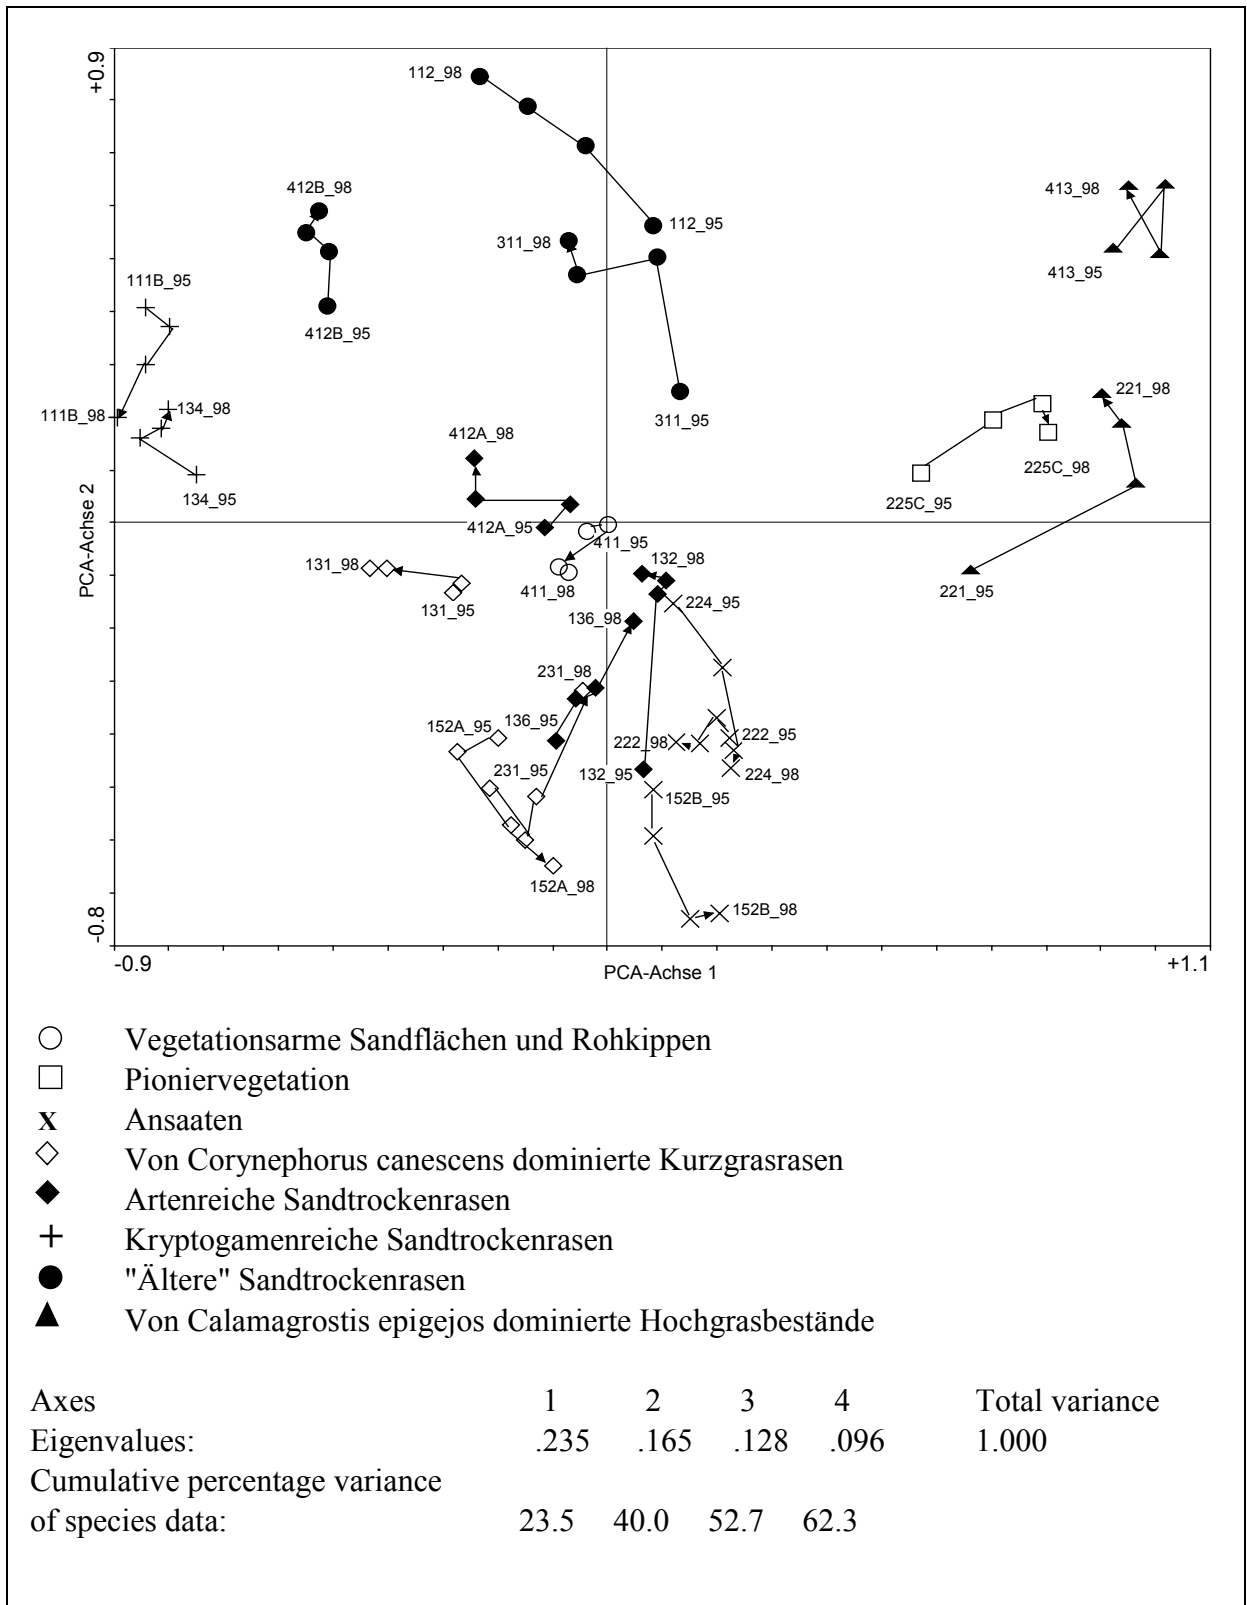 +0.9
112_98
413_98
412B_98
112_95
311_98
413_95
111B_95
412B_95
221_98
134_98
111B_98
311_95
412A_98
225C_98
134_95
225C_95
412A_95
411_95
132_98
131_98
PCA-Achse 2
411_98
221_95
131_95
224_95
136_98
231_98
136_95
152A_95
222_98
222_95
231_95
132_95
224_98
152B_95
152A_98
152B_98
-0.8
-0.9
PCA-Achse 1
+1.1
Vegetationsarme Sandflächen und Rohkippen
Pioniervegetation
X Ansaaten
Von Corynephorus canescens dominierte Kurzgrasrasen
Artenreiche Sandtrockenrasen
Kryptogamenreiche Sandtrockenrasen
"Ältere" Sandtrockenrasen
Von Calamagrostis epigejos dominierte Hochgrasbestände
Axes 1 2 3 4 Total variance
Eigenvalues: .235 .165 .128 .096 1.000
Cumulative percentage variance
of species data: 23.5 40.0 52.7 62.3